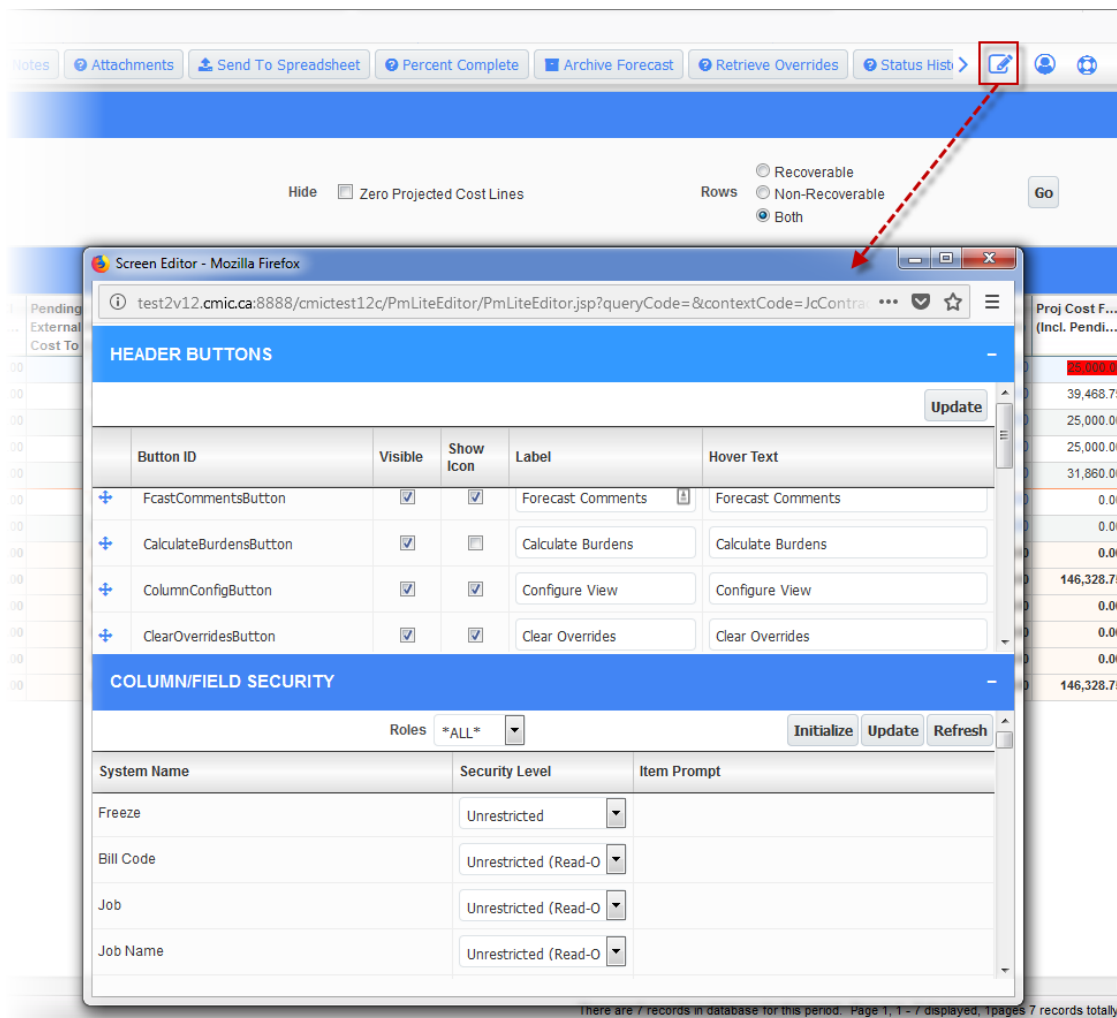 Notes Attachments Send To Spreadsheet Percent Complete Archive Forecast Retrieve Overrides Status Hist
Recoverable
Hide Zero Projected Cost Lines Rows Non-Recoverable Go
Both
Screen Editor - Mozilla Firefox
test2v12.cmic.ca:8888/cmictest12c/PmLiteEditor/PmLiteEditor.jsp?queryCode=&contextCode=JcContra
Pending
External
Cost To
Proj Cost F...
(Incl. Pendi...
HEADER BUTTONS
Update
Button ID Visible Show Icon Label Hover Text
FcastCommentsButton Forecast Comments Forecast Comments
CalculateBurdensButton Calculate Burdens Calculate Burdens
ColumnConfigButton Configure View Configure View
ClearOverridesButton Clear Overrides Clear Overrides
25,000.0
39,468.75
25,000.00
25,000.00
31,860.00
0.00
0.00
0.00
146,328.75
0.00
0.00
0.00
146,328.75
COLUMN/FIELD SECURITY
Roles *ALL* Initialize Update Refresh
System Name Security Level Item Prompt
Freeze Unrestricted
Bill Code Unrestricted (Read-O
Job Unrestricted (Read-O
Job Name Unrestricted (Read-O
There are 7 records in database for this period. Page 1, 1 - 7 displayed, 1pages 7 records totally